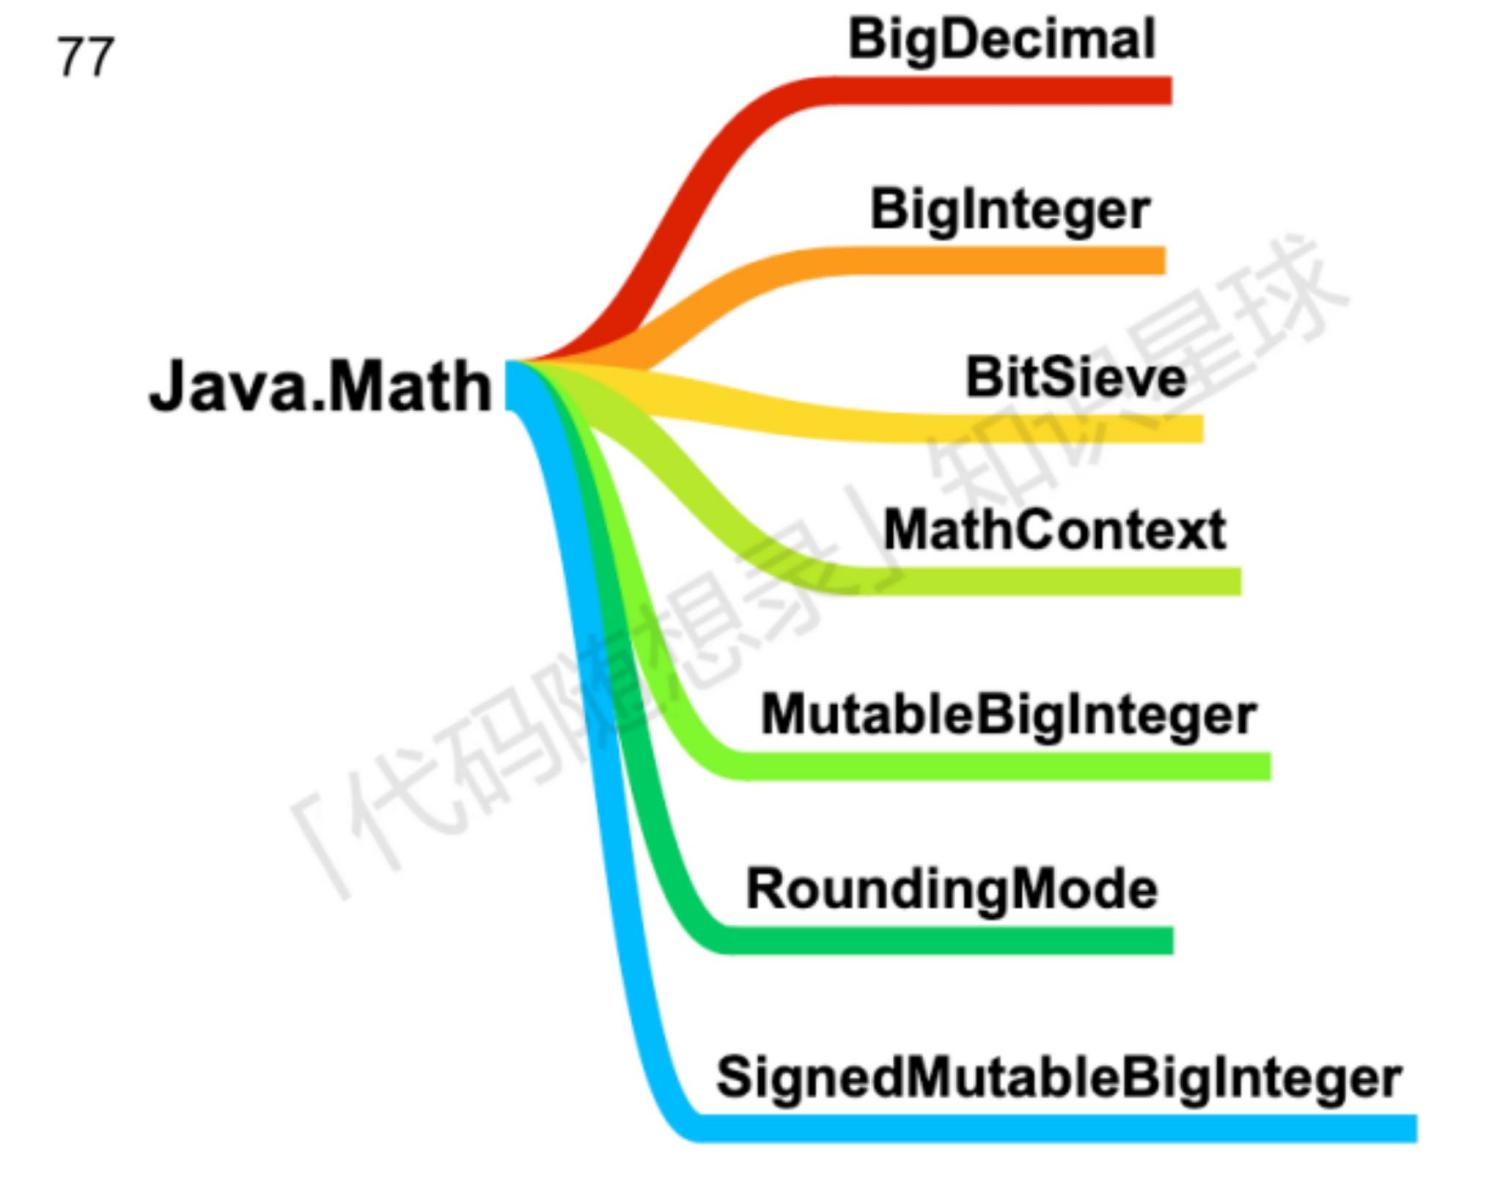 77
BigDecimal
BigInteger
BitSieve
Java.Math
MathContext
MutableBigInteger
RoundingMode
SignedMutableBigInteger
「代码随想录」知识星球